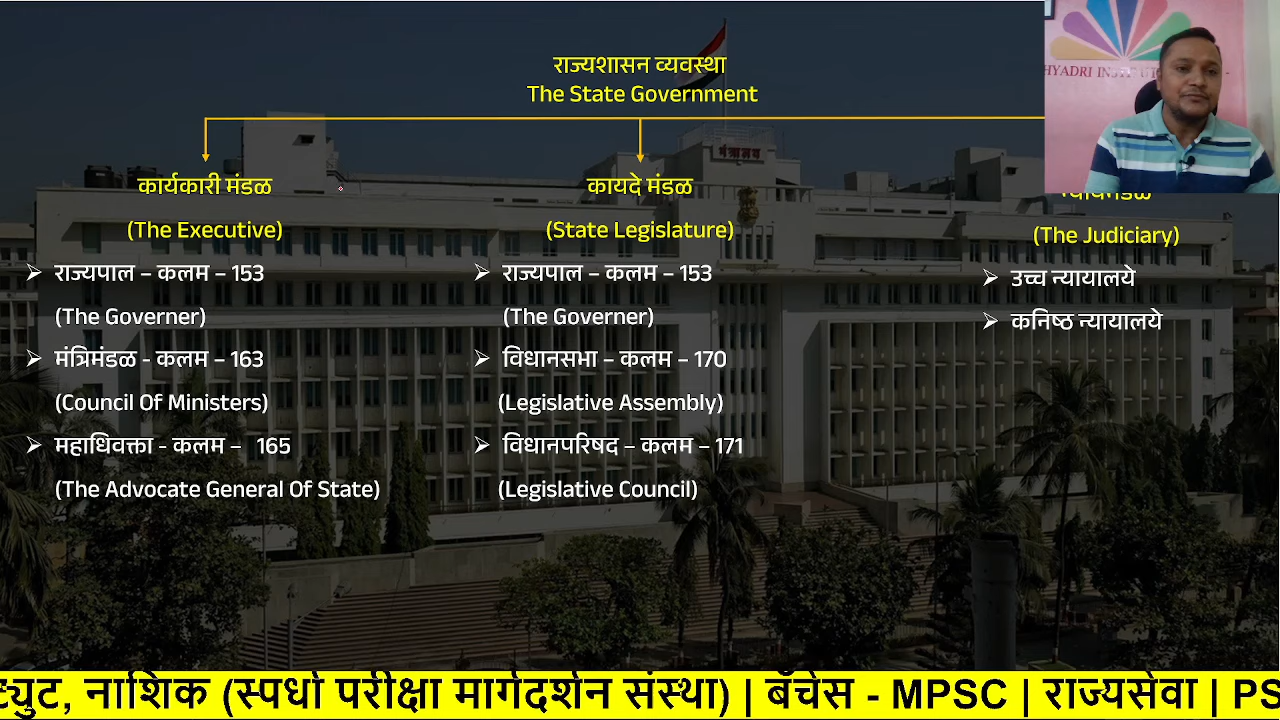 राज्यशासन व्यवस्था
The State Government
मंत्रालय
HYADRI INSTITUT
कार्यकारी मंडळ
(The Executive)
राज्यपाल – कलम – 153
(The Governer)
मंत्रिमंडळ - कलम – 163
(Council Of Ministers)
महाधिवक्ता - कलम – 165
(The Advocate General Of State)
कायदे मंडळ
(State Legislature)
राज्यपाल – कलम – 153
(The Governer)
विधानसभा – कलम – 170
(Legislative Assembly)
विधानपरिषद – कलम – 171
(Legislative Council)
(The Judiciary)
उच्च न्यायालये
कनिष्ठ न्यायालये
ट्युट, नाशिक (स्पर्धा परीक्षा मार्गदर्शन संस्था) | बॅचेस - MPSC | राज्यसेवा | PS